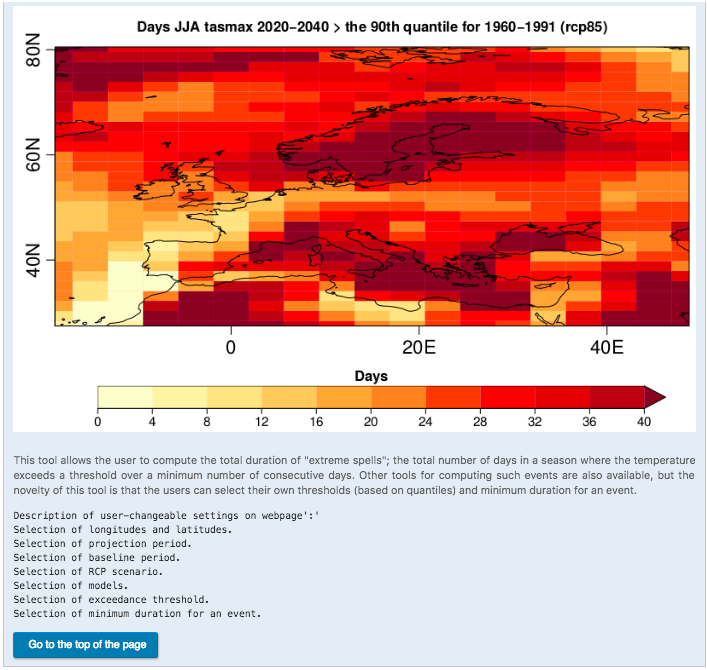 Days JJA tasmax 2020−2040 > the 90th quantile for 1960−1991 (rcp85)
80N
60N
40N
0 20E 40E
Days
0 4 8 12 16 20 24 28 32 36 40
This tool allows the user to compute the total duration of "extreme spells"; the total number of days in a season where the temperature
exceeds a threshold over a minimum number of consecutive days. Other tools for computing such events are also available, but the
novelty of this tool is that the users can select their own thresholds (based on quantiles) and minimum duration for an event.
Description of user-changeable settings on webpage':'
Selection of longitudes and latitudes.
Selection of projection period.
Selection of baseline period.
Selection of RCP scenario.
Selection of models.
Selection of exceedance threshold.
Selection of minimum duration for an event.
Go to the top of the page